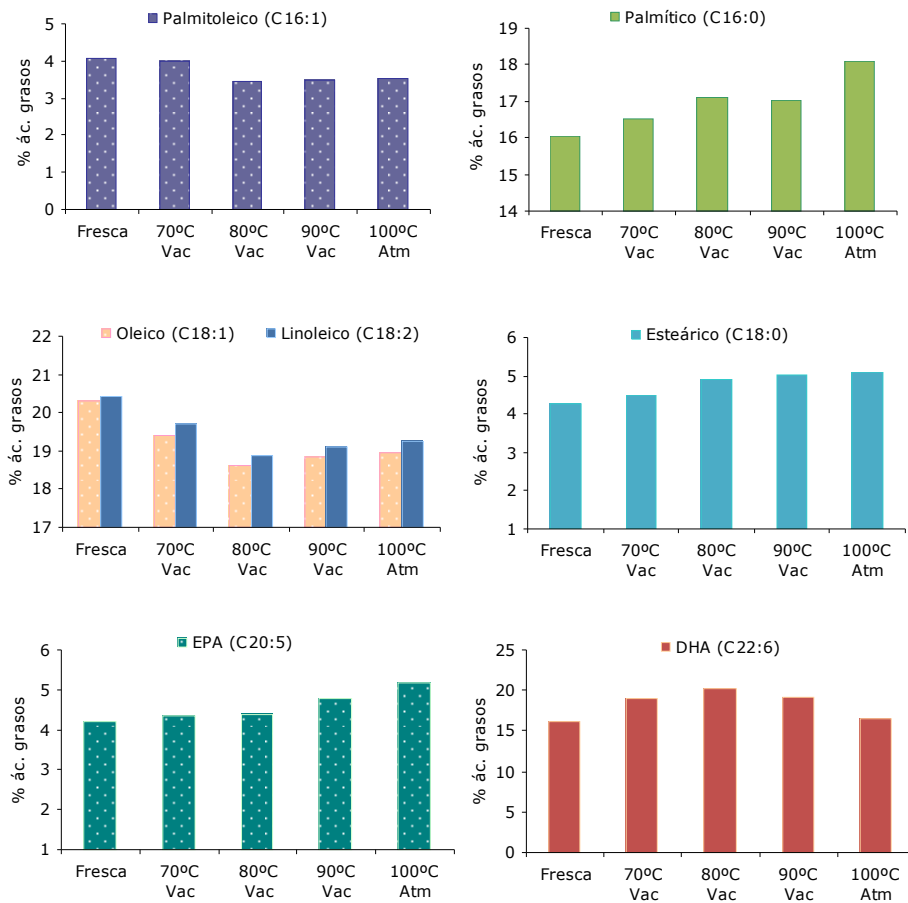 Palmitoleico (C16:1)
% ác. grasos
5
4
3
2
1
0
Fresca 70ºC 80ºC 90ºC 100ºC
Vac Vac Vac Atm
Palmítico (C16:0)
% ác. grasos
19
18
17
16
15
14
Fresca 70ºC 80ºC 90ºC 100ºC
Vac Vac Vac Atm
Oleico (C18:1) Linoleico (C18:2)
% ác. grasos
22
21
20
19
18
17
Fresca 70ºC 80ºC 90ºC 100ºC
Vac Vac Vac Atm
Esteárico (C18:0)
% ác. grasos
6
5
4
3
2
1
Fresca 70ºC 80ºC 90ºC 100ºC
Vac Vac Vac Atm
EPA (C20:5)
% ác. grasos
6
5
4
3
2
1
Fresca 70ºC 80ºC 90ºC 100ºC
Vac Vac Vac Atm
DHA (C22:6)
% ác. grasos
25
20
15
10
5
0
Fresca 70ºC 80ºC 90ºC 100ºC
Vac Vac Vac Atm